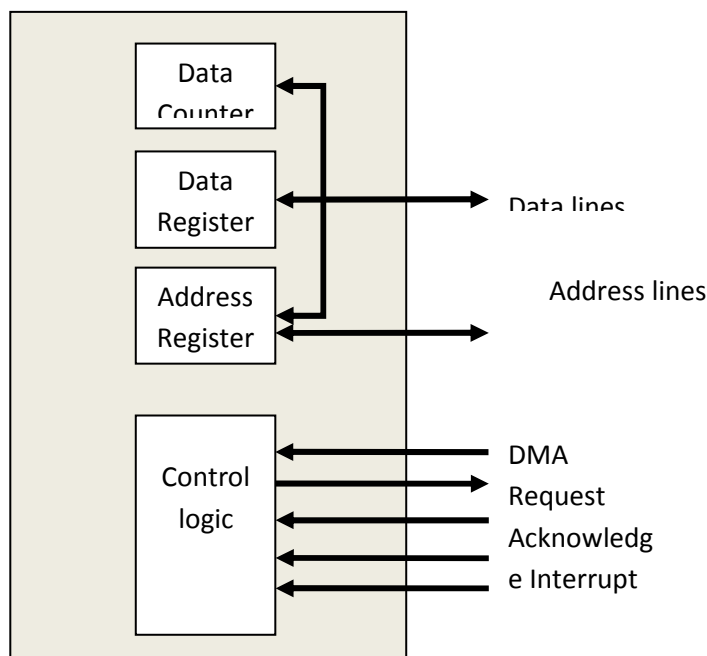 Data
Counter
Data
Register
Data lines
Address
Register
Address lines
Control
logic
DMA
Request
Acknowledg
e Interrupt